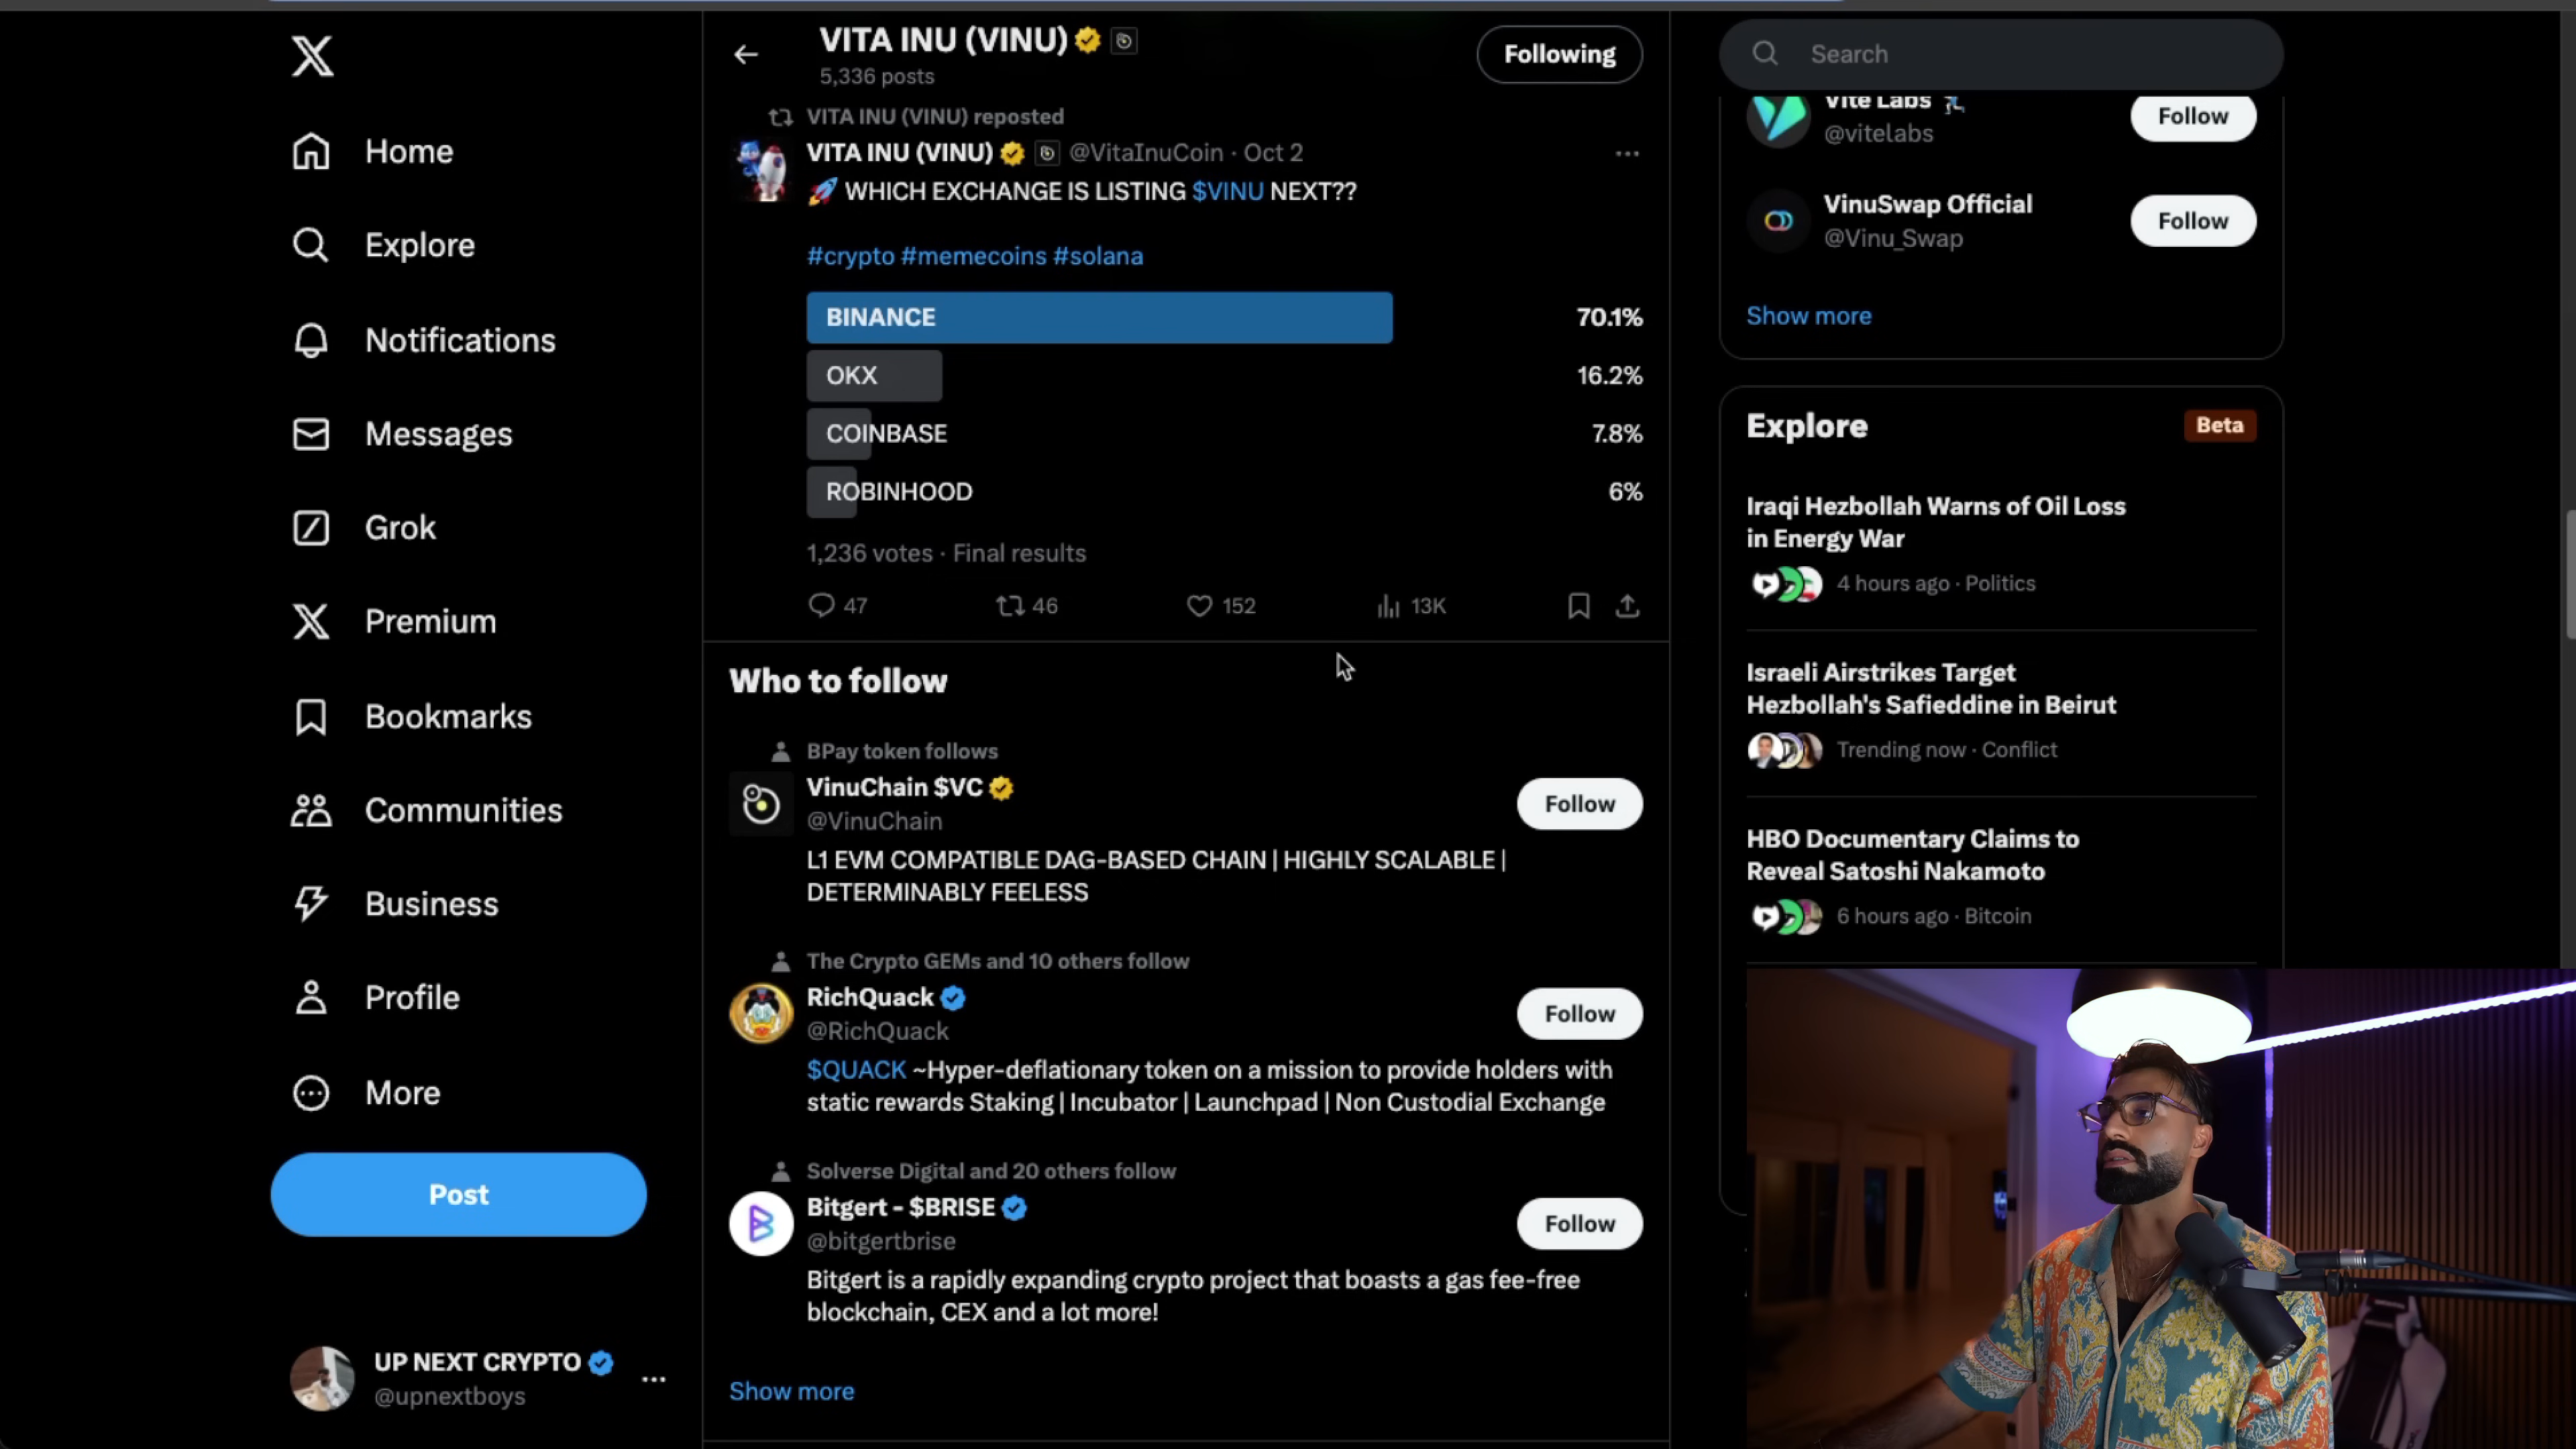 Home
Explore
Notifications
Messages
Grok
Premium
Bookmarks
Communities
Business
Profile
More
Post
UP NEXT CRYPTO
@upnextboys
VITA INU (VINU)
5,336 posts
Following
VITA INU (VINU) reposted
VITA INU (VINU) @VitaInuCoin · Oct 2
🚀 WHICH EXCHANGE IS LISTING $VINU NEXT??
#crypto #memecoins #solana
BINANCE 70.1%
OKX 16.2%
COINBASE 7.8%
ROBINHOOD 6%
1,236 votes · Final results
47 46 152 13K
Who to follow
BPay token follows
VinuChain $VC
@VinuChain
Follow
L1 EVM COMPATIBLE DAG-BASED CHAIN | HIGHLY SCALABLE |
DETERMINABLY FEELESS
The Crypto GEMs and 10 others follow
RichQuack
@RichQuack
Follow
$QUACK ~Hyper-deflationary token on a mission to provide holders with
static rewards Staking | Incubator | Launchpad | Non Custodial Exchange
Solverse Digital and 20 others follow
Bitgert - $BRISE
@bitgertbrise
Follow
Bitgert is a rapidly expanding crypto project that boasts a gas fee-free
blockchain, CEX and a lot more!
Show more
Search
Vite Labs
@vitelabs
Follow
VinuSwap Official
@Vinu_Swap
Follow
Show more
Explore
Beta
Iraqi Hezbollah Warns of Oil Loss
in Energy War
4 hours ago · Politics
Israeli Airstrikes Target
Hezbollah's Safieddine in Beirut
Trending now · Conflict
HBO Documentary Claims to
Reveal Satoshi Nakamoto
6 hours ago · Bitcoin